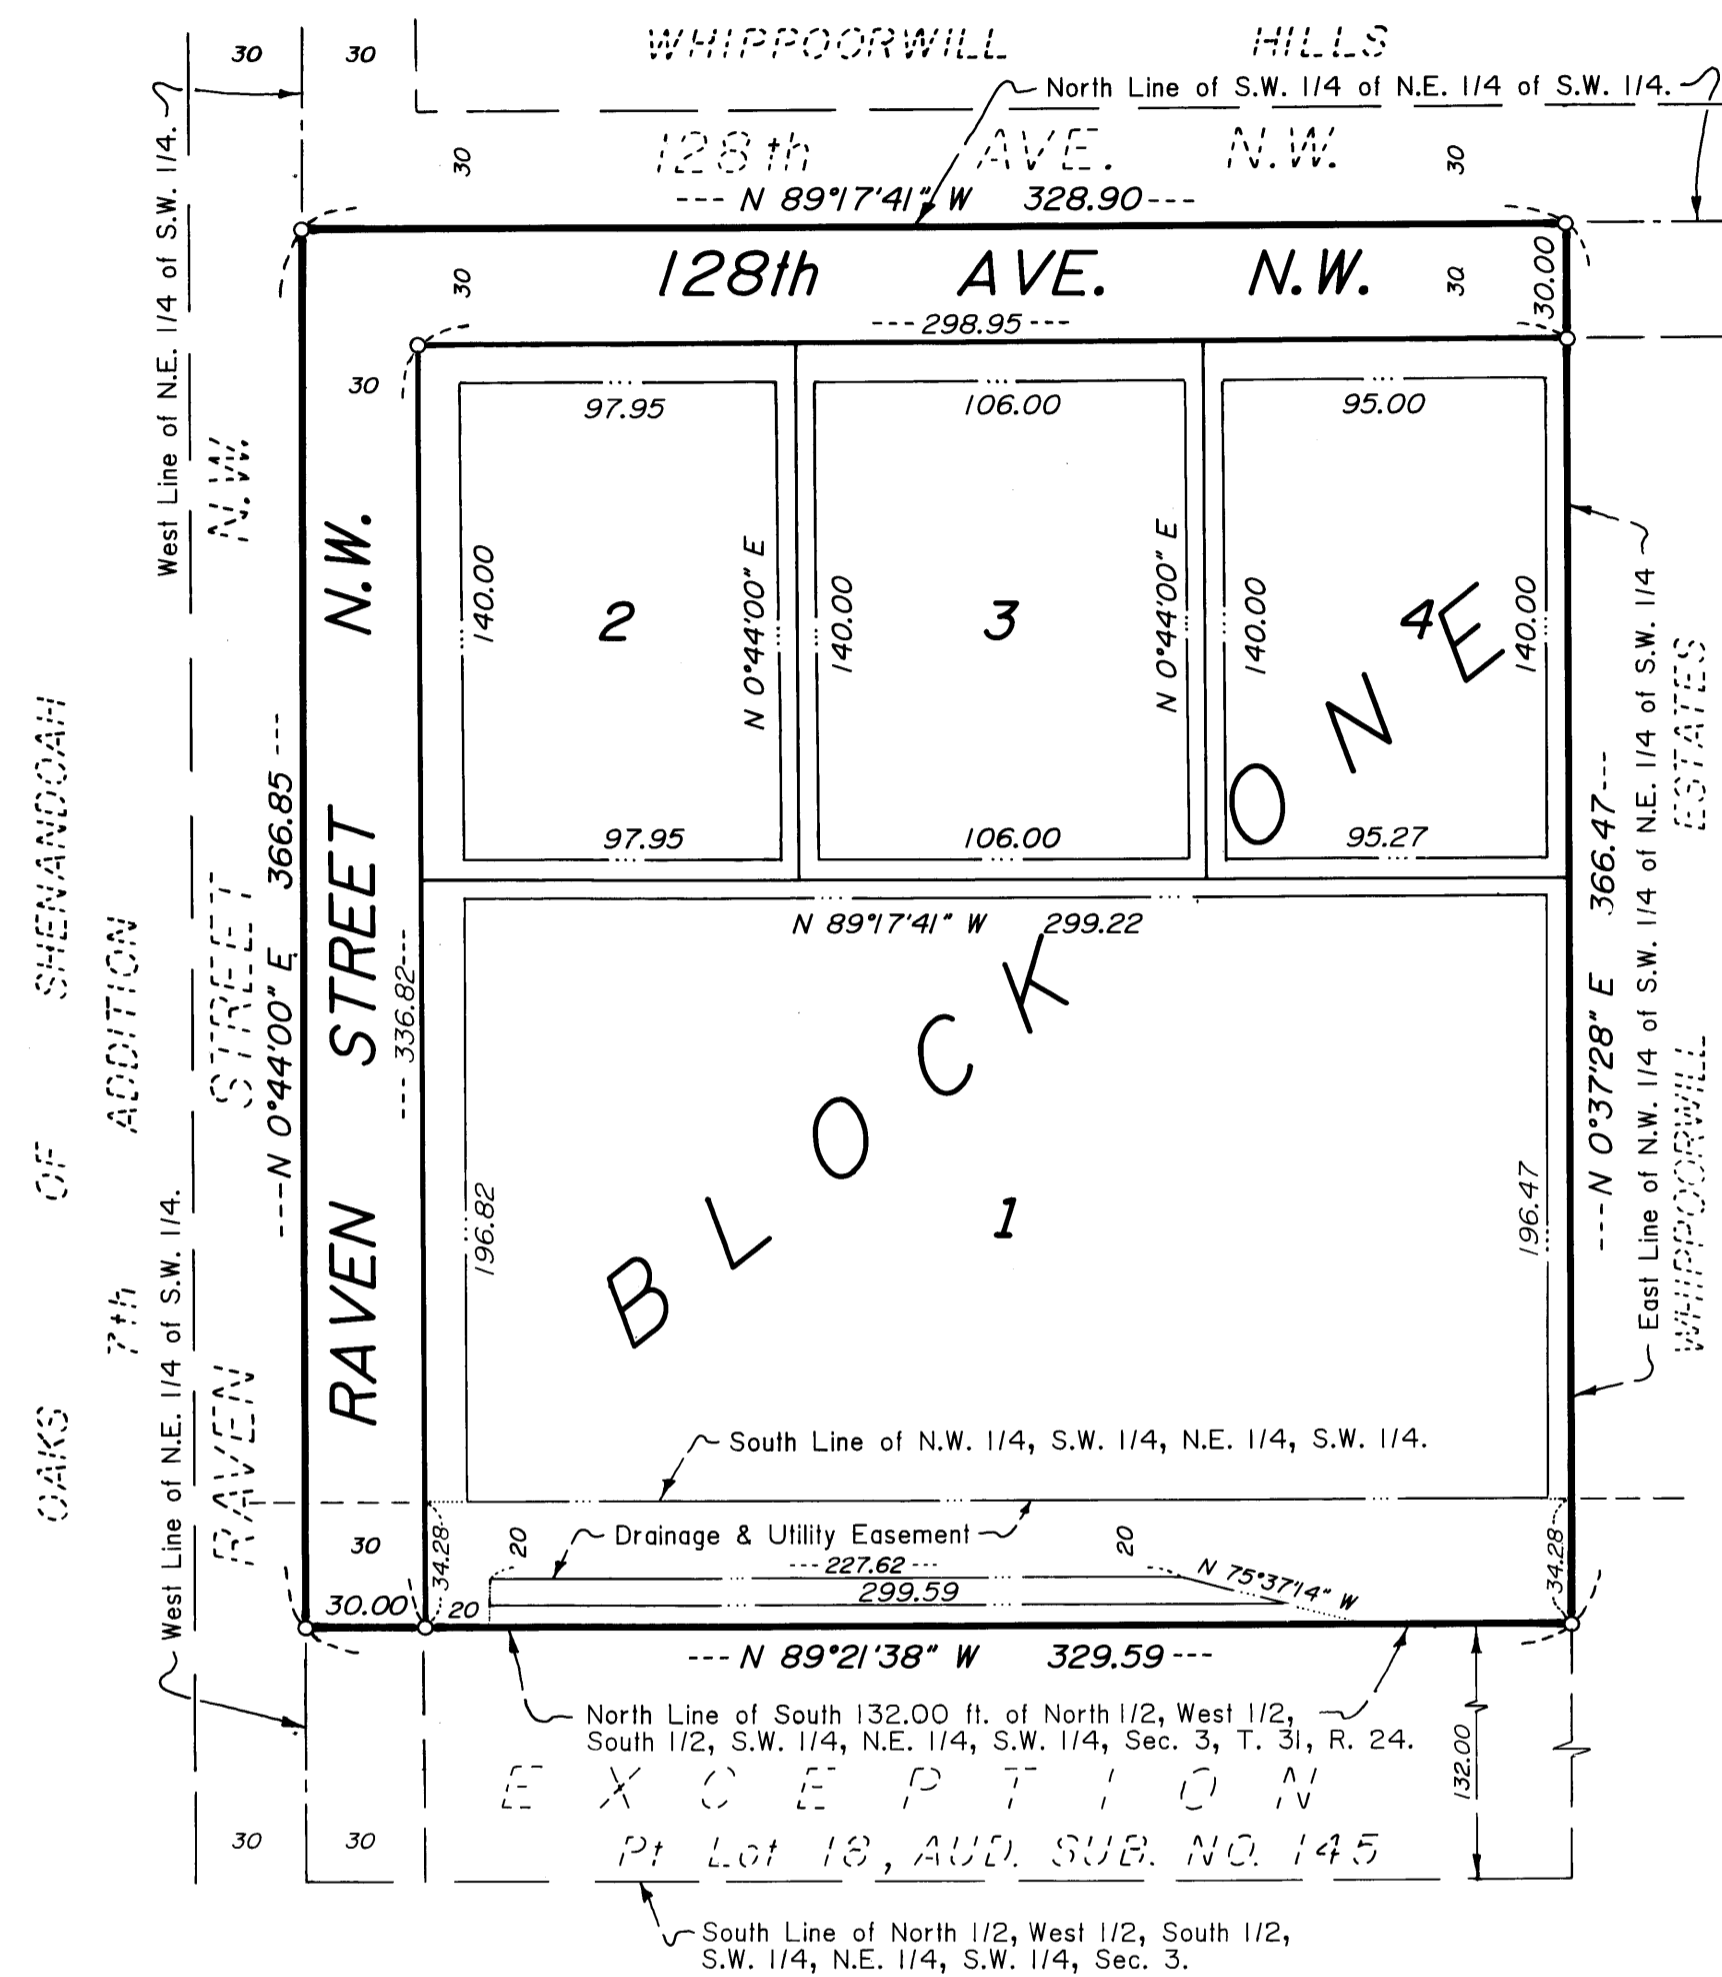 WHIPPOORWILL HILLS
30 30
North Line of S.W. 1/4 of N.E. 1/4 of S.W. 1/4.
128th AVE. N.W.
30 30
--- N 89°17'41" W 328.90 ---
128th AVE. N.W.
30 30
30.00
--- 298.95 ---
30
West Line of N.E. 1/4 of S.W. 1/4.
97.95 106.00 95.00
140.00
2
N 0°44'00" E
140.00
3
N 0°44'00" E
140.00
4
140.00
97.95 106.00 95.27
N 89°17'41" W 299.22
BLOCK ONE
196.82
1
196.47
RAVEN STREET N.W.
--- 336.82 ---
--- N 0°44'00" E 366.85 ---
RAVEN STREET N.W.
West Line of N.E. 1/4 of S.W. 1/4.
OAKS OF SHENANDOAH
7th ADDITION
--- N 0°37'28" E 366.47 ---
East Line of N.W. 1/4 of S.W. 1/4 of N.E. 1/4 of S.W. 1/4
WHIPPORWILL ESTATES
South Line of N.W. 1/4, S.W. 1/4, N.E. 1/4, S.W. 1/4.
30
34.28
20
Drainage & Utility Easement
20
34.28
--- 227.62 ---
N 75°37'14" W
299.59
30.00 20
--- N 89°21'38" W 329.59 ---
North Line of South 132.00 ft. of North 1/2, West 1/2,
South 1/2, S.W. 1/4, N.E. 1/4, S.W. 1/4, Sec. 3, T. 31, R. 24.
132.00
EXCEPTION
30 30
Pt Lot 18, AUD. SUB. NO. 145
South Line of North 1/2, West 1/2, South 1/2,
S.W. 1/4, N.E. 1/4, S.W. 1/4, Sec. 3.